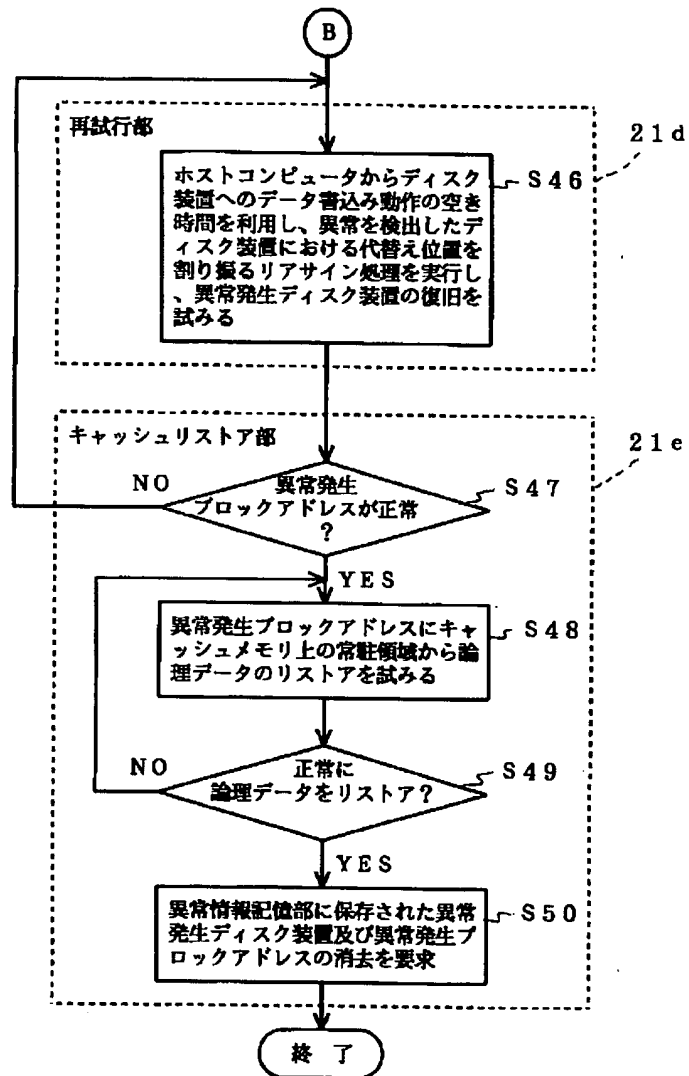 B
再試行部
21d
ホストコンピュータからディスク
装置へのデータ書込み動作の空き
時間を利用し、異常を検出したデ
ィスク装置における代替え位置を
割り振るリアサイン処理を実行し
、異常発生ディスク装置の復旧を
試みる
S46
キャッシュリストア部
21e
NO
異常発生
ブロックアドレスが正常
?
S47
YES
異常発生ブロックアドレスにキャ
ッシュメモリ上の常駐領域から論
理データのリストアを試みる
S48
NO
正常に
論理データをリストア?
S49
YES
異常情報記憶部に保存された異常
発生ディスク装置及び異常発生ブ
ロックアドレスの消去を要求
S50
終了